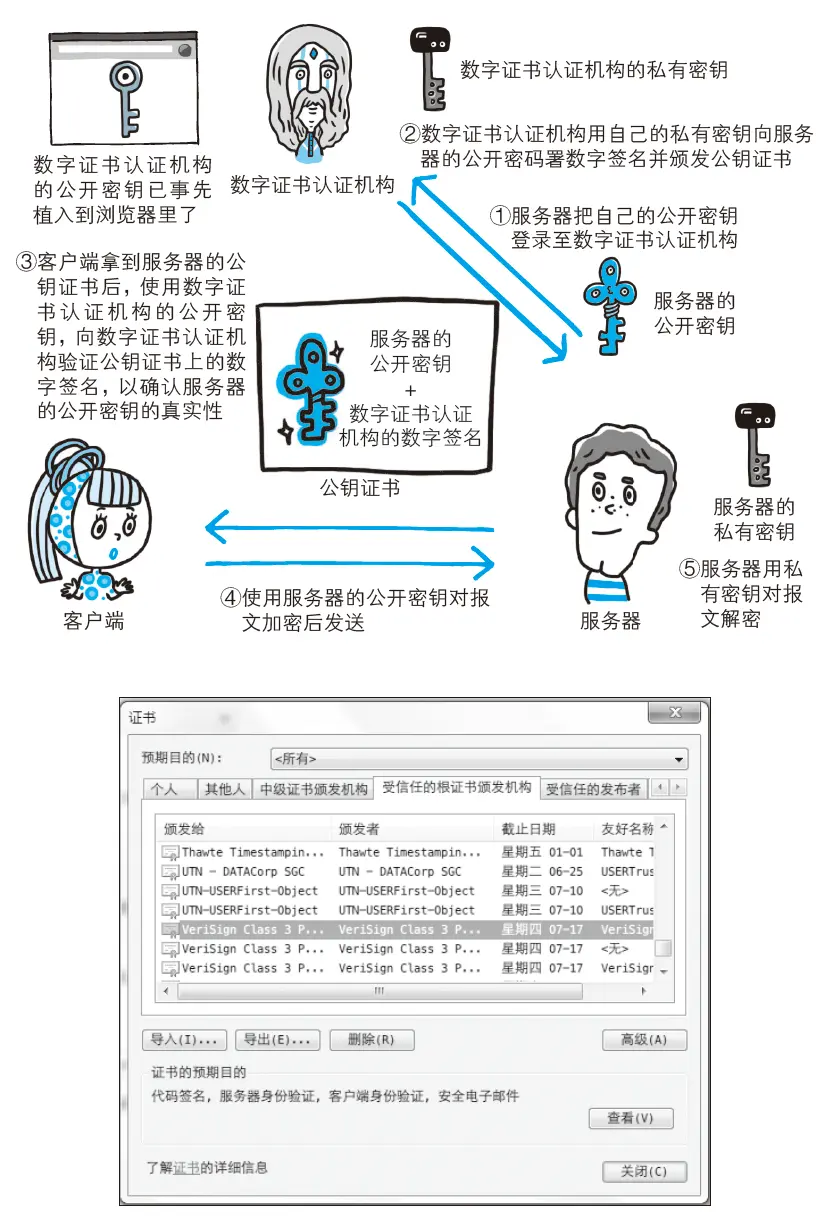 数字证书认证机构
的公开密钥已事先
植入到浏览器里了
数字证书认证机构
数字证书认证机构的私有密钥
②数字证书认证机构用自己的私有密钥向服务
器的公开密码署数字签名并颁发公钥证书
①服务器把自己的公开密钥
登录至数字证书认证机构
服务器的
公开密钥
③客户端拿到服务器的公
钥证书后，使用数字证
书认证机构的公开密
钥，向数字证书认证机
构验证公钥证书上的数
字签名，以确认服务器
的公开密钥的真实性
服务器的
公开密钥
+
数字证书认证
机构的数字签名
公钥证书
服务器的
私有密钥
④使用服务器的公开密钥对报
文加密后发送
⑤服务器用私
有密钥对报
文解密
客户端
服务器
证书
预期目的(N): <所有>
个人 其他人 中级证书颁发机构 受信任的根证书颁发机构 受信任的发布者
颁发给 颁发者 截止日期 友好名称
Thawte Timestampin... Thawte Timestampin... 星期五 01-01 Thawte T
UTN - DATACorp SGC UTN - DATACorp SGC 星期二 06-25 USERTrus
UTN-USERFirst-Object UTN-USERFirst-Object 星期三 07-10 <无>
UTN-USERFirst-Object UTN-USERFirst-Object 星期三 07-10 USERTrus
VeriSign Class 3 P... VeriSign Class 3 P... 星期四 07-17 VeriSign
VeriSign Class 3 P... VeriSign Class 3 P... 星期四 07-17 <无>
VeriSign Class 3 P... VeriSign Class 3 P... 星期四 07-17 VeriSign
导入(I)... 导出(E)... 删除(R) 高级(A)
证书的预期目的
代码签名, 服务器身份验证, 客户端身份验证, 安全电子邮件
查看(V)
了解证书的详细信息
关闭(C)